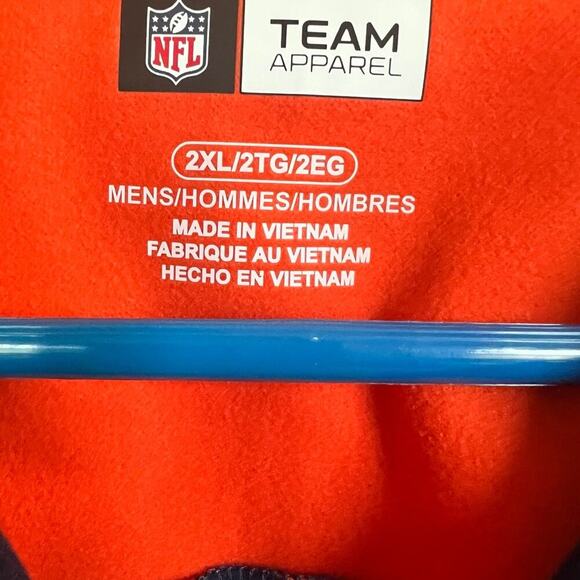 NFL
TEAM
APPAREL
2XL/2TG/2EG
MENS/HOMMES/HOMBRES
MADE IN VIETNAM
FABRIQUE AU VIETNAM
HECHO EN VIETNAM